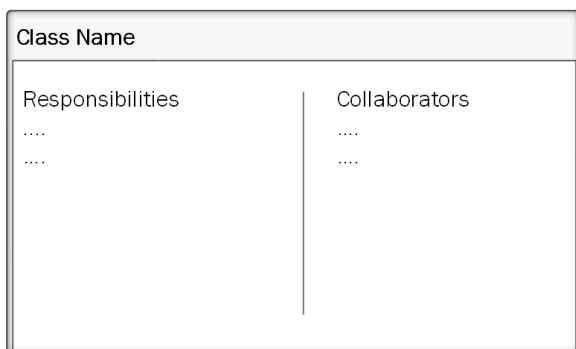 Class Name
Responsibilities
....
....
Collaborators
....
....